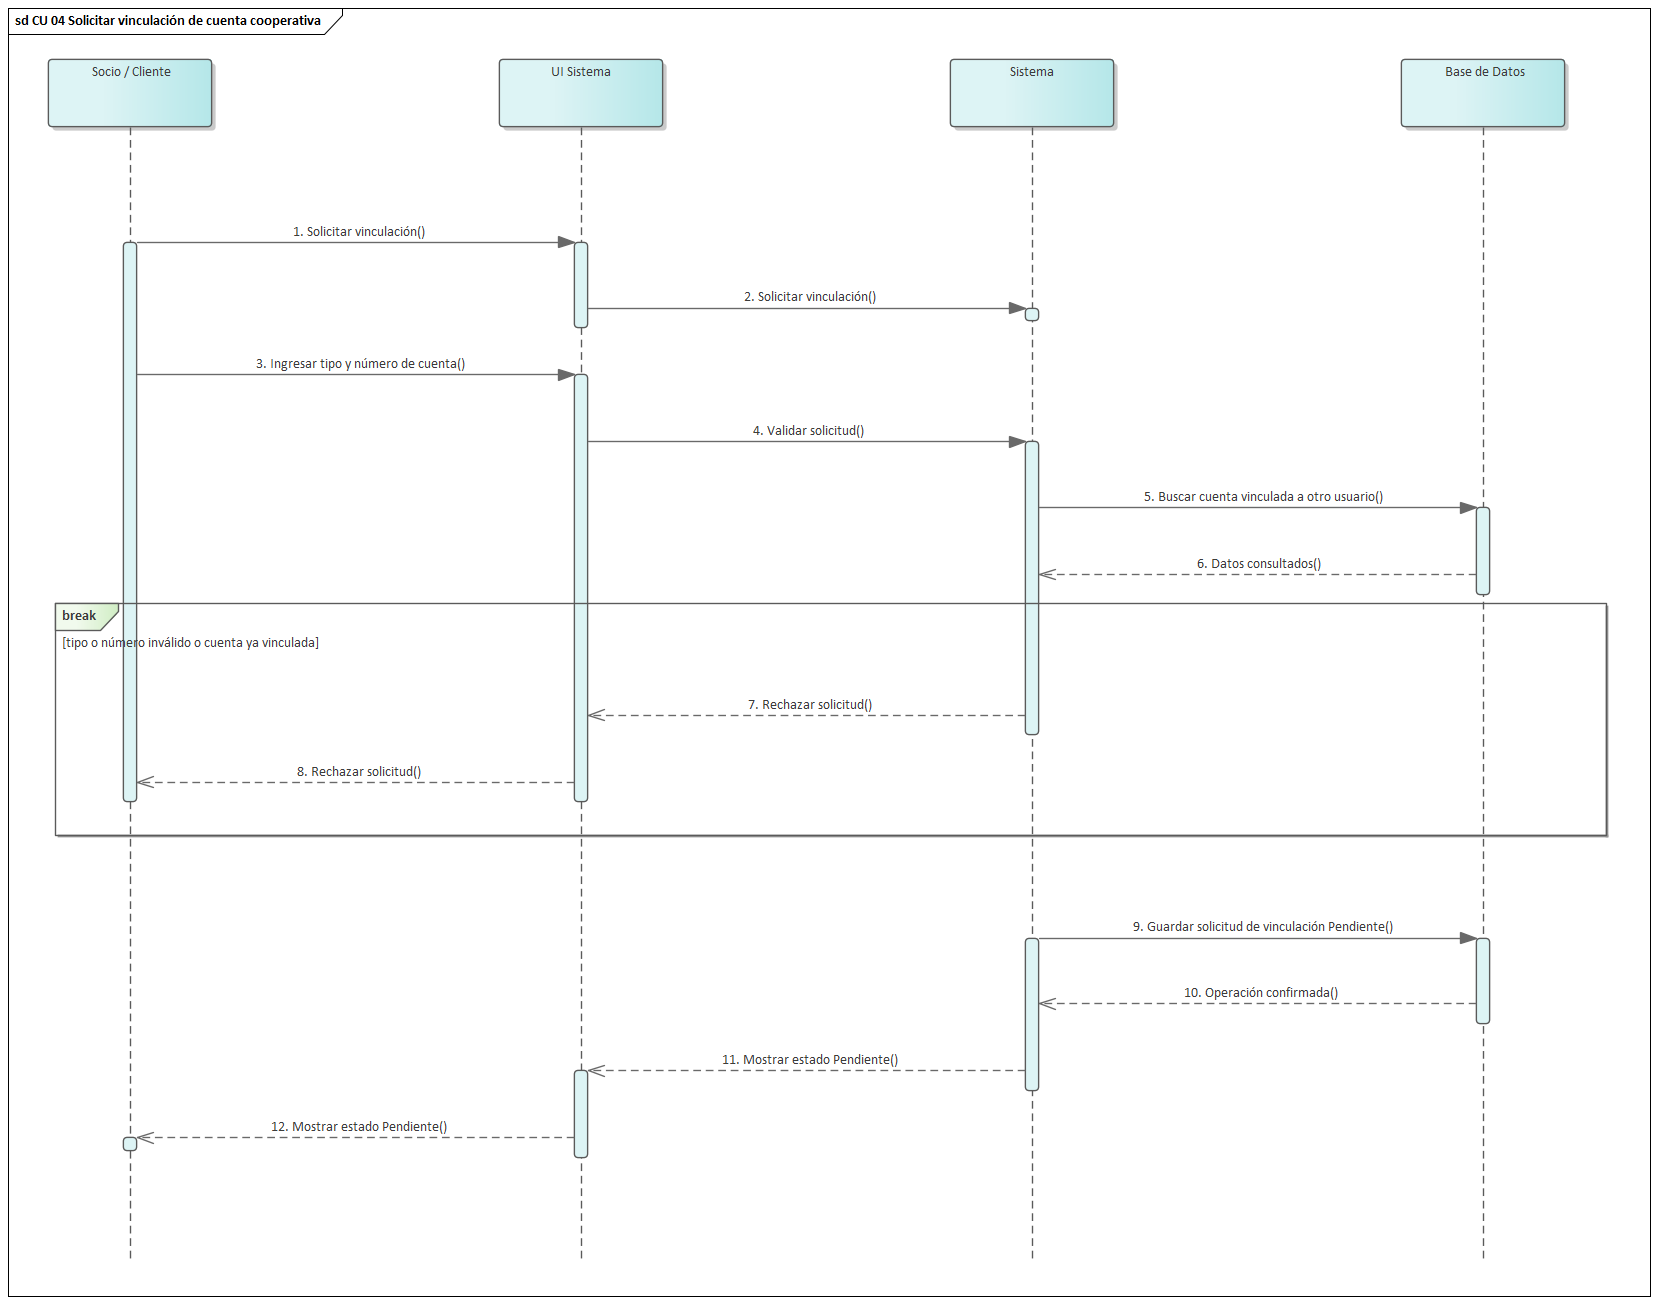 sd CU 04 Solicitar vinculación de cuenta cooperativa
Socio / Cliente
UI Sistema
Sistema
Base de Datos
1. Solicitar vinculación()
2. Solicitar vinculación()
3. Ingresar tipo y número de cuenta()
4. Validar solicitud()
5. Buscar cuenta vinculada a otro usuario()
6. Datos consultados()
break
[tipo o número inválido o cuenta ya vinculada]
7. Rechazar solicitud()
8. Rechazar solicitud()
9. Guardar solicitud de vinculación Pendiente()
10. Operación confirmada()
11. Mostrar estado Pendiente()
12. Mostrar estado Pendiente()